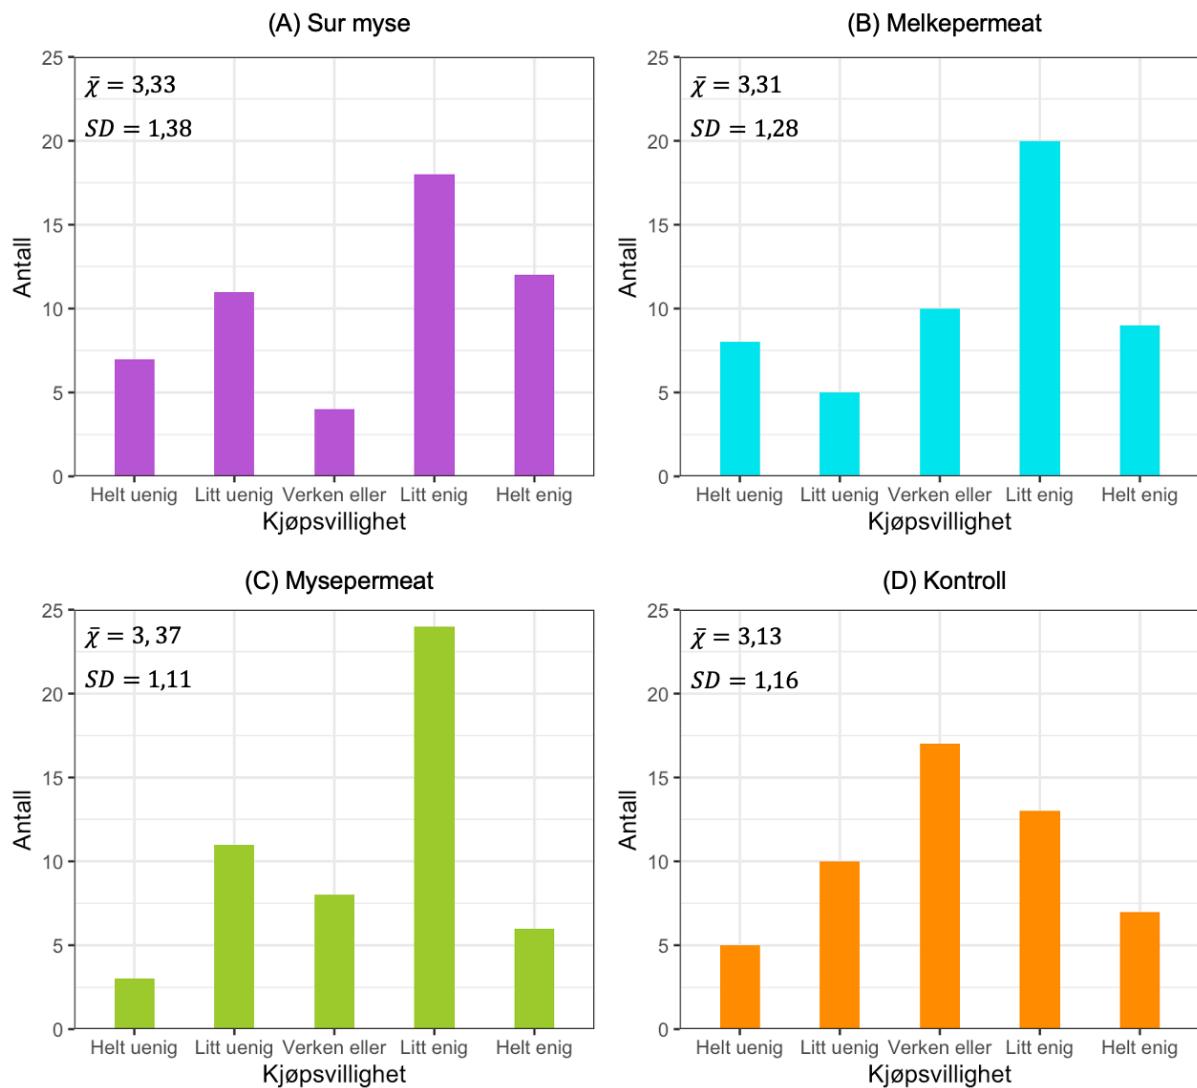 (A) Sur myse
χ̄ = 3,33
SD = 1,38
25
20
15
10
5
0
Antall
Helt uenig Litt uenig Verken eller Litt enig Helt enig
Kjøpsvillighet
(B) Melkepermeat
χ̄ = 3,31
SD = 1,28
25
20
15
10
5
0
Antall
Helt uenig Litt uenig Verken eller Litt enig Helt enig
Kjøpsvillighet
(C) Mysepermeat
χ̄ = 3, 37
SD = 1,11
25
20
15
10
5
0
Antall
Helt uenig Litt uenig Verken eller Litt enig Helt enig
Kjøpsvillighet
(D) Kontroll
χ̄ = 3,13
SD = 1,16
25
20
15
10
5
0
Antall
Helt uenig Litt uenig Verken eller Litt enig Helt enig
Kjøpsvillighet